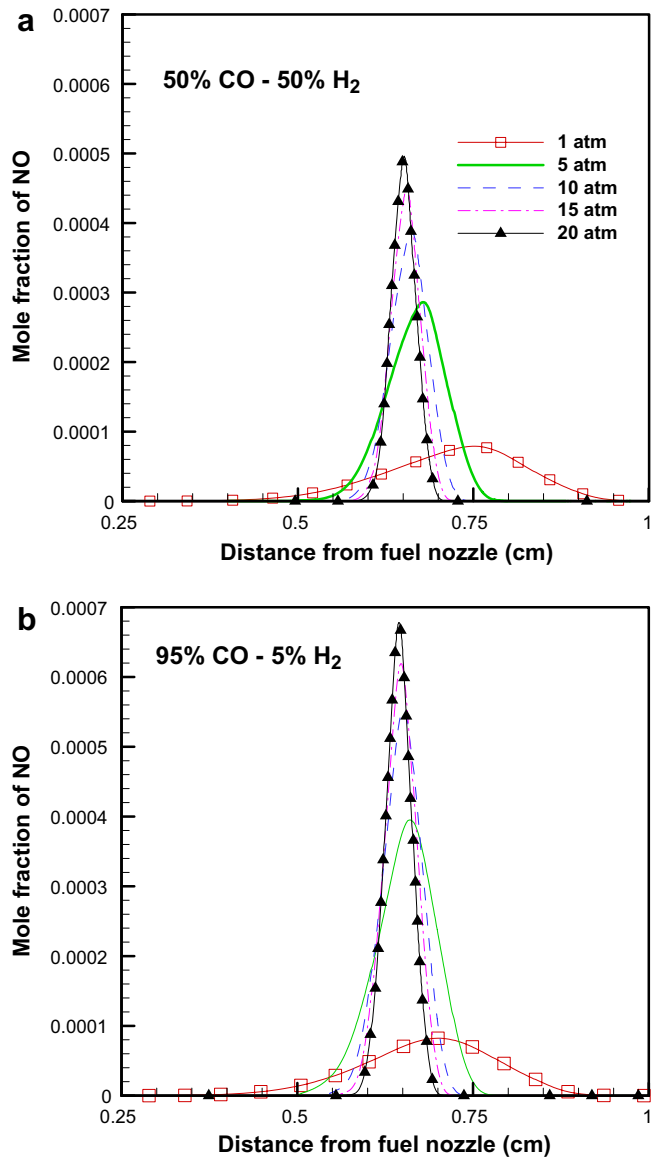 a
0.0007
0.0006
0.0005
0.0004
0.0003
0.0002
0.0001
0
Mole fraction of NO
50% CO - 50% H₂
1 atm
5 atm
10 atm
15 atm
20 atm
0.25 0.5 0.75 1
Distance from fuel nozzle (cm)
b
0.0007
0.0006
0.0005
0.0004
0.0003
0.0002
0.0001
0
Mole fraction of NO
95% CO - 5% H₂
0.25 0.5 0.75 1
Distance from fuel nozzle (cm)